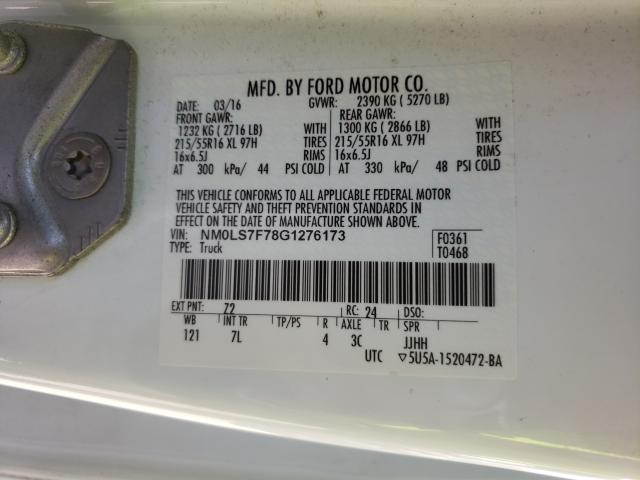 MFD. BY FORD MOTOR CO.
DATE: 03/16 GVWR: 2390 KG ( 5270 LB)
FRONT GAWR: REAR GAWR:
1232 KG ( 2716 LB) WITH 1300 KG ( 2866 LB) WITH
215/55R16 XL 97H TIRES 215/55R16 XL 97H TIRES
16x6.5J RIMS 16x6.5J RIMS
AT 300 kPa/ 44 PSI COLD AT 330 kPa/ 48 PSI COLD
THIS VEHICLE CONFORMS TO ALL APPLICABLE FEDERAL MOTOR
VEHICLE SAFETY AND THEFT PREVENTION STANDARDS IN
EFFECT ON THE DATE OF MANUFACTURE SHOWN ABOVE.
VIN: NM0LS7F78G1276173 F0361
TYPE: Truck T0468
EXT PNT: Z2 RC: 24 DSO:
WB INT TR TP/PS R AXLE TR SPR
121 7L 4 3C JJHH
UTC ▽5U5A-1520472-BA